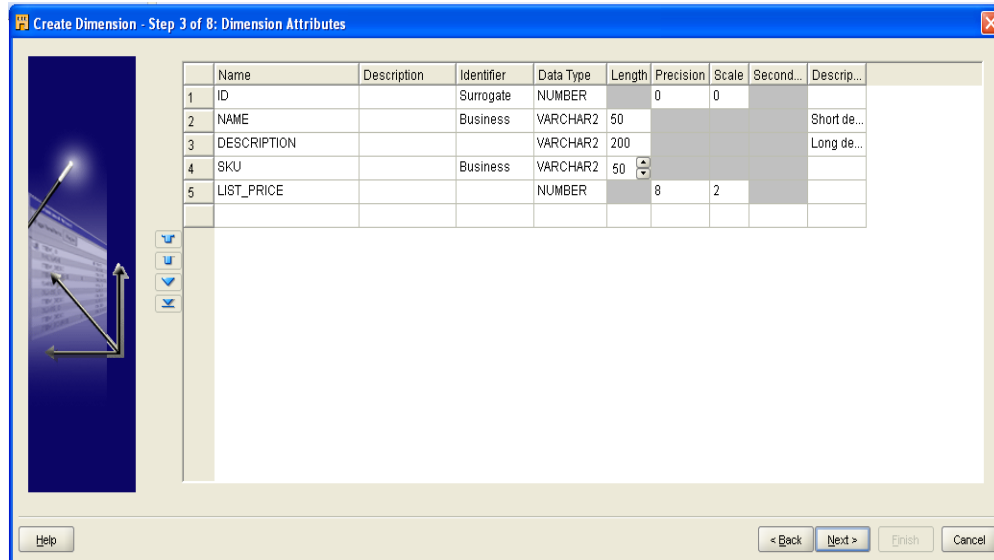 Create Dimension - Step 3 of 8: Dimension Attributes
Name Description Identifier Data Type Length Precision Scale Second... Descrip...
1 ID Surrogate NUMBER 0 0
2 NAME Business VARCHAR2 50 Short de...
3 DESCRIPTION VARCHAR2 200 Long de...
4 SKU Business VARCHAR2 50
5 LIST_PRICE NUMBER 8 2
Help < Back Next > Finish Cancel